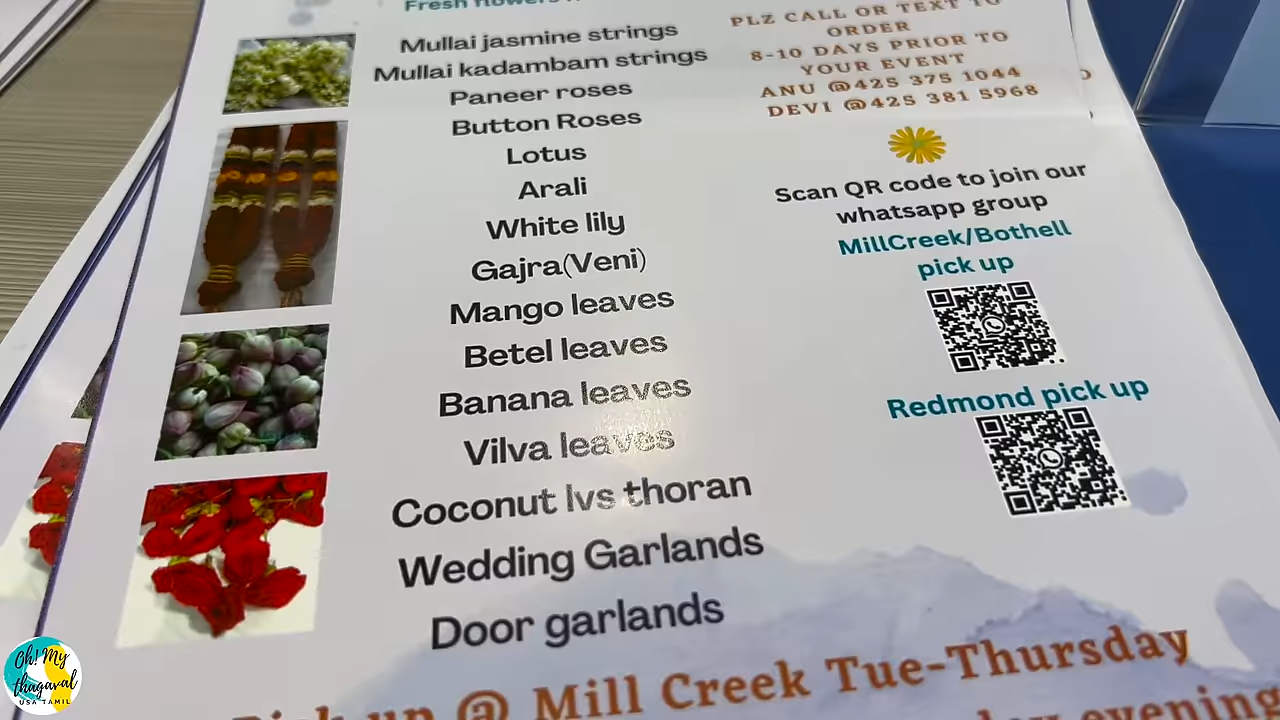 Fresh flowers
Mullai jasmine strings
Mullai kadambam strings
Paneer roses
Button Roses
Lotus
Arali
White lily
Gajra(Veni)
Mango leaves
Betel leaves
Banana leaves
Vilva leaves
Coconut lvs thoran
Wedding Garlands
Door garlands
PLZ CALL OR TEXT TO
ORDER
8-10 DAYS PRIOR TO
YOUR EVENT
ANU @425 375 1044
DEVI @425 381 5968
Scan QR code to join our
whatsapp group
MillCreek/Bothell
pick up
Redmond pick up
Pick up @ Mill Creek Tue-Thursday
evening
Oh! My
thagaval
USA TAMIL